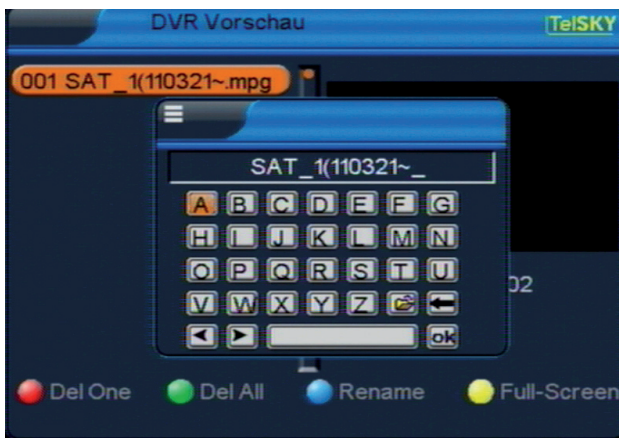 DVR Vorschau TelSKY
001 SAT_1(110321~.mpg
SAT_1(110321~_
A B C D E F G
H I J K L M N
O P Q R S T U
V W X Y Z
ok
02
Del One Del All Rename Full-Screen